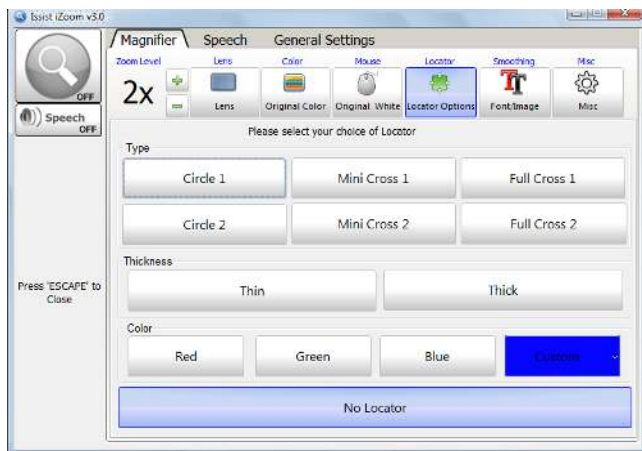 Issist iZoom v3.0
OFF
Speech
OFF
Press 'ESCAPE' to
Close
Magnifier Speech General Settings
Zoom Level Lens Color Mouse Locator Smoothing Misc
2x
Lens Original Color Original White Locator Options Font/Image Misc
Please select your choice of Locator
Type
Circle 1 Mini Cross 1 Full Cross 1
Circle 2 Mini Cross 2 Full Cross 2
Thickness
Thin Thick
Color
Red Green Blue Custom
No Locator